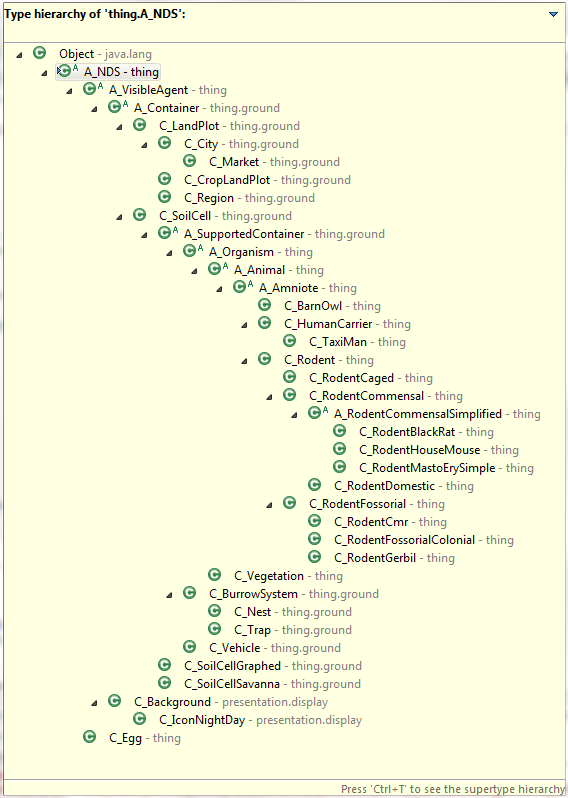 Type hierarchy of 'thing.A_NDS':
Object - java.lang
A_NDS - thing
A_VisibleAgent - thing
A_Container - thing.ground
C_LandPlot - thing.ground
C_City - thing.ground
C_Market - thing.ground
C_CropLandPlot - thing.ground
C_Region - thing.ground
C_SoilCell - thing.ground
A_SupportedContainer - thing.ground
A_Organism - thing
A_Animal - thing
A_Amniote - thing
C_BarnOwl - thing
C_HumanCarrier - thing
C_TaxiMan - thing
C_Rodent - thing
C_RodentCaged - thing
C_RodentCommensal - thing
A_RodentCommensalSimplified - thing
C_RodentBlackRat - thing
C_RodentHouseMouse - thing
C_RodentMastoErySimple - thing
C_RodentDomestic - thing
C_RodentFossorial - thing
C_RodentCmr - thing
C_RodentFossorialColonial - thing
C_RodentGerbil - thing
C_Vegetation - thing
C_BurrowSystem - thing.ground
C_Nest - thing.ground
C_Trap - thing.ground
C_Vehicle - thing.ground
C_SoilCellGraphed - thing.ground
C_SoilCellSavanna - thing.ground
C_Background - presentation.display
C_IconNightDay - presentation.display
C_Egg - thing
Press 'Ctrl+T' to see the supertype hierarchy